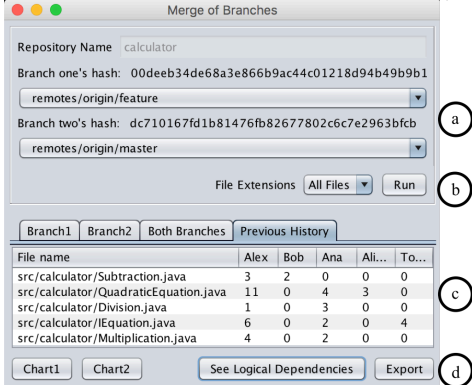 Merge of Branches
Repository Name calculator
Branch one's hash: 00deeb34de68a3e866b9ac44c01218d94b49b9b1
remotes/origin/feature
Branch two's hash: dc710167fd1b81476fb82677802c6c7e2963bfcb
a
remotes/origin/master
File Extensions All Files Run
b
Branch1 Branch2 Both Branches Previous History
File name Alex Bob Ana Ali... To...
src/calculator/Subtraction.java 3 2 0 0 0
src/calculator/QuadraticEquation.java 11 0 4 3 0
c
src/calculator/Division.java 1 0 3 0 0
src/calculator/IEquation.java 6 0 2 0 4
src/calculator/Multiplication.java 4 0 2 0 0
Chart1 Chart2 See Logical Dependencies Export
d